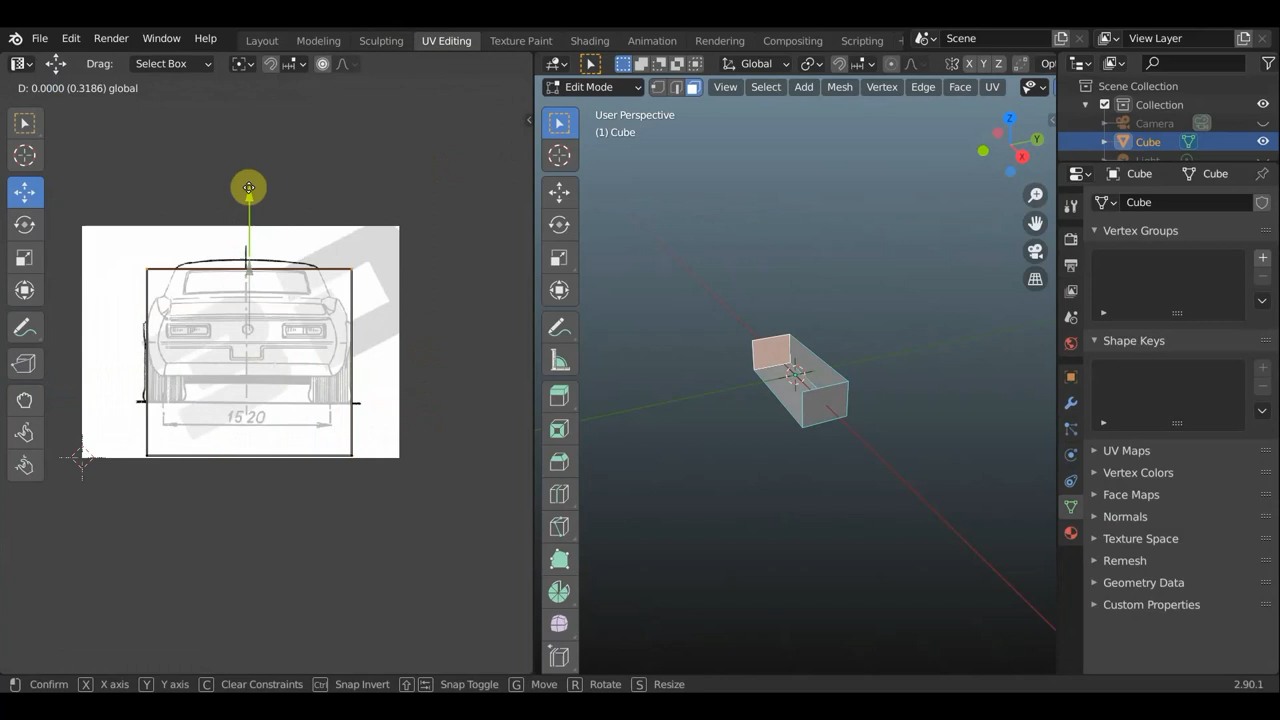 File Edit Render Window Help Layout Modeling Sculpting UV Editing Texture Paint Shading Animation Rendering Compositing Scripting Scene View Layer
Drag: Select Box Global X Y Z Op
D: 0.0000 (0.3186) global Edit Mode View Select Add Mesh Vertex Edge Face UV Scene Collection
Collection
User Perspective
(1) Cube
Camera
Cube
Cube Cube
Cube
Vertex Groups
Shape Keys
1520
UV Maps
Vertex Colors
Face Maps
Normals
Texture Space
Remesh
Geometry Data
Custom Properties
Z
Y
X
Confirm X X axis Y Y axis C Clear Constraints Ctrl Snap Invert Snap Toggle G Move R Rotate S Resize 2.90.1